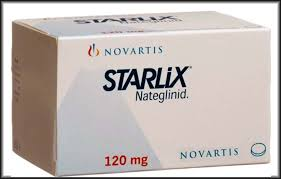 NOVARTIS
STARLiX®
Nateglinid.
120 mg
NOVARTIS